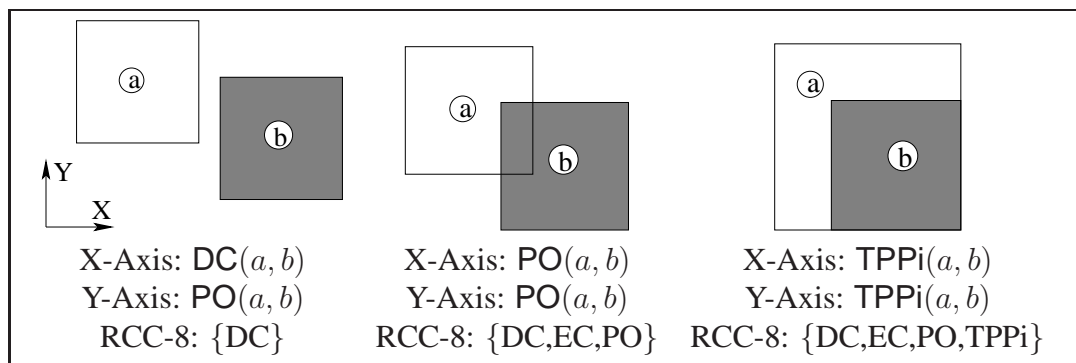 a
b
Y
X
X-Axis: DC(a, b)
Y-Axis: PO(a, b)
RCC-8: {DC}
a
b
X-Axis: PO(a, b)
Y-Axis: PO(a, b)
RCC-8: {DC,EC,PO}
a
b
X-Axis: TPPi(a, b)
Y-Axis: TPPi(a, b)
RCC-8: {DC,EC,PO,TPPi}